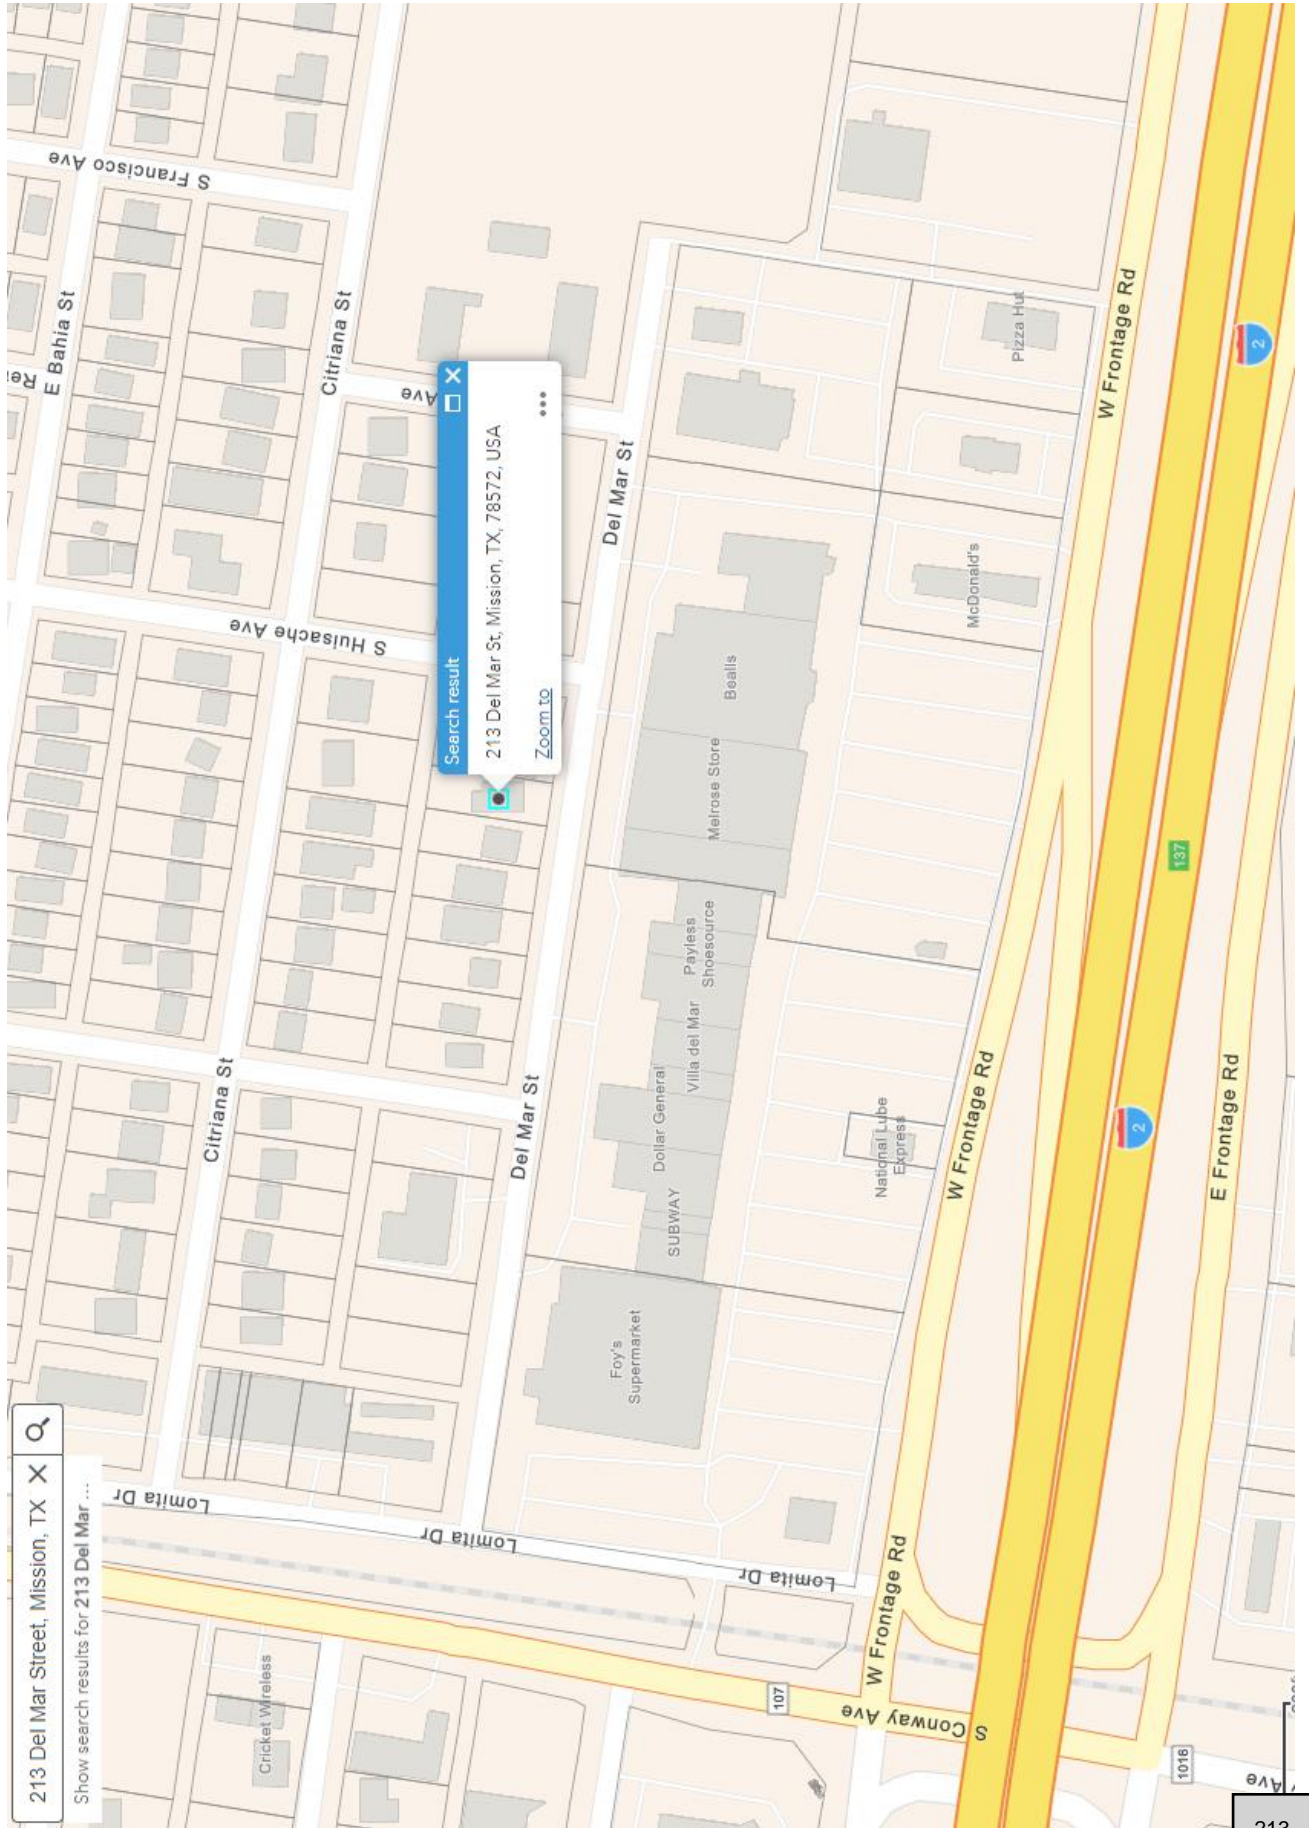 213 Del Mar Street, Mission, TX
Show search results for 213 Del Mar ...
Search result
213 Del Mar St, Mission, TX, 78572, USA
Zoom to
E Bahia St
S Francisco Ave
Citriana St
Ave
S Huisache Ave
Del Mar St
Citriana St
Del Mar St
Lomita Dr
Lomita Dr
Lomita Dr
Cricket Wireless
Foy's
Supermarket
SUBWAY
Dollar General
Villa del Mar
Payless
Shoesource
Melrose Store
Bealls
McDonald's
Pizza Hut
National Lube
Express
W Frontage Rd
W Frontage Rd
W Frontage Rd
E Frontage Rd
S Conway Ave
107
1016
137
2
2
Ave
213